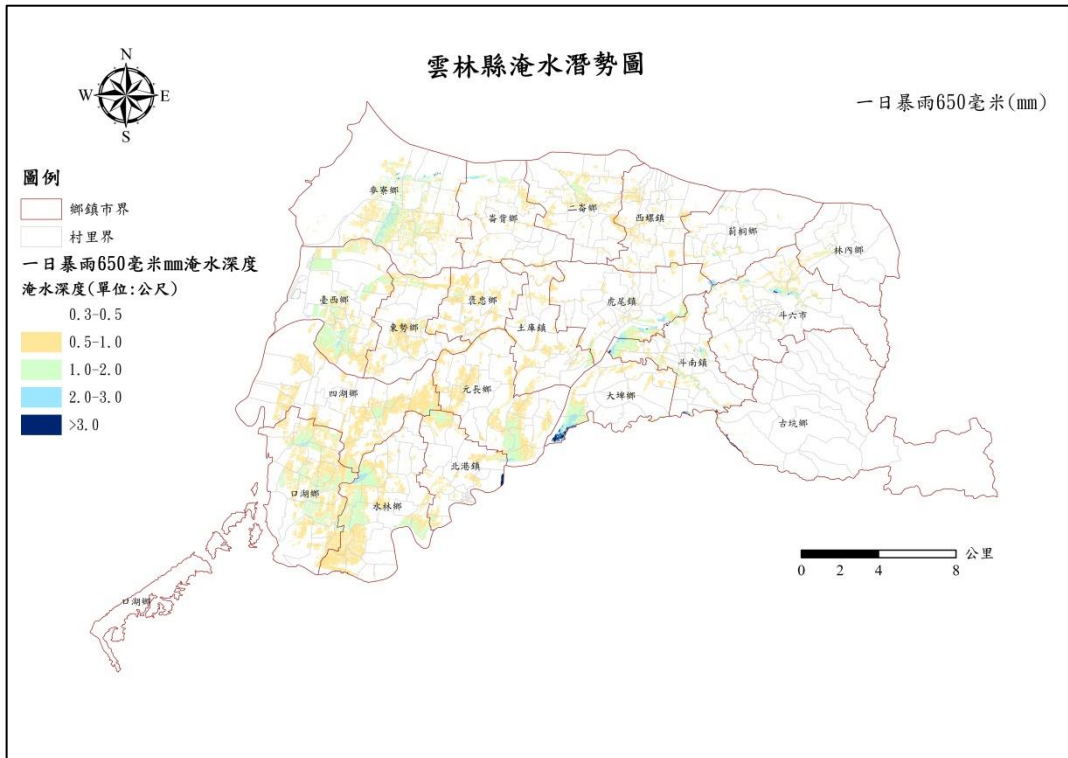 雲林縣淹水潛勢圖
一日暴雨650毫米(mm)
N
W
E
S
圖例
鄉鎮市界
村里界
一日暴雨650毫米mm淹水深度
淹水深度(單位:公尺)
0.3-0.5
0.5-1.0
1.0-2.0
2.0-3.0
>3.0
麥寮鄉
崙背鄉
二崙鄉
西螺鎮
莿桐鄉
林內鄉
臺西鄉
東勢鄉
褒忠鄉
土庫鎮
虎尾鎮
斗六市
斗南鎮
四湖鄉
元長鄉
大埤鄉
古坑鄉
北港鎮
口湖鄉
水林鄉
口湖鄉
公里
0 2 4 8